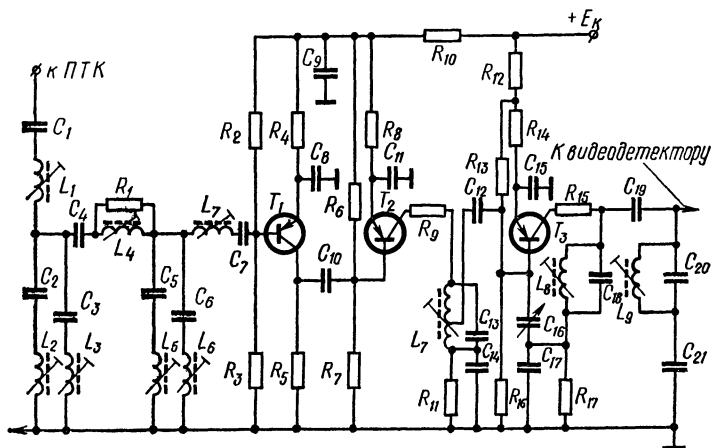 + Eк
к ПТК
C9
R10
R12
C1
R2
R4
R8
R14
К видеодетектору
C8
C11
R13
C15
L1
R1
C12
R15
C19
L7
T1
R6
T2
C4
R9
T3
L4
C7
C10
C20
C2
C5
L8
C18
L9
C3
C6
C13
C16
L7
C14
C17
C21
L2
L3
L5
L6
R3
R5
R7
R11
R16
R17